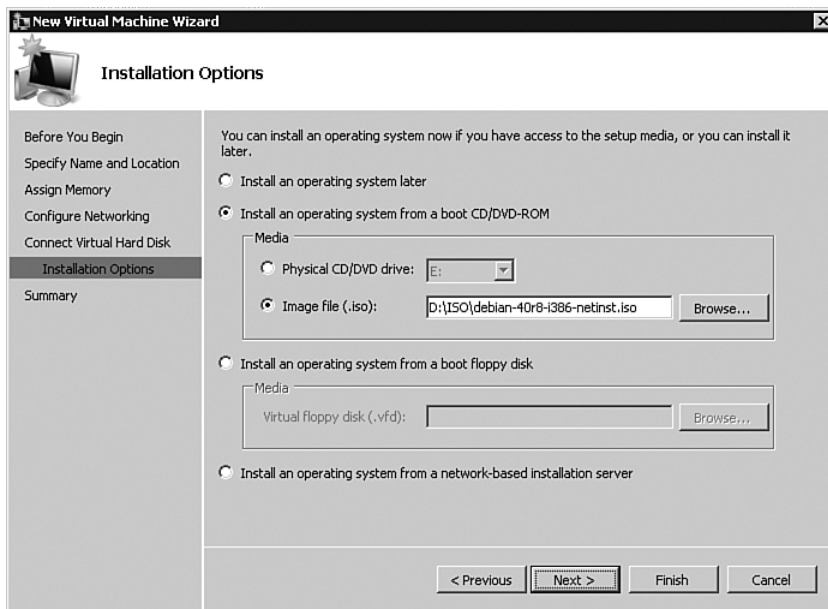 New Virtual Machine Wizard
Installation Options
Before You Begin
Specify Name and Location
Assign Memory
Configure Networking
Connect Virtual Hard Disk
Installation Options
Summary
You can install an operating system now if you have access to the setup media, or you can install it
later.
Install an operating system later
Install an operating system from a boot CD/DVD-ROM
Media
Physical CD/DVD drive: E:
Image file (.iso): D:\ISO\debian-40r8-i386-netinst.iso Browse...
Install an operating system from a boot floppy disk
Media
Virtual floppy disk (.vfd): Browse...
Install an operating system from a network-based installation server
< Previous Next > Finish Cancel